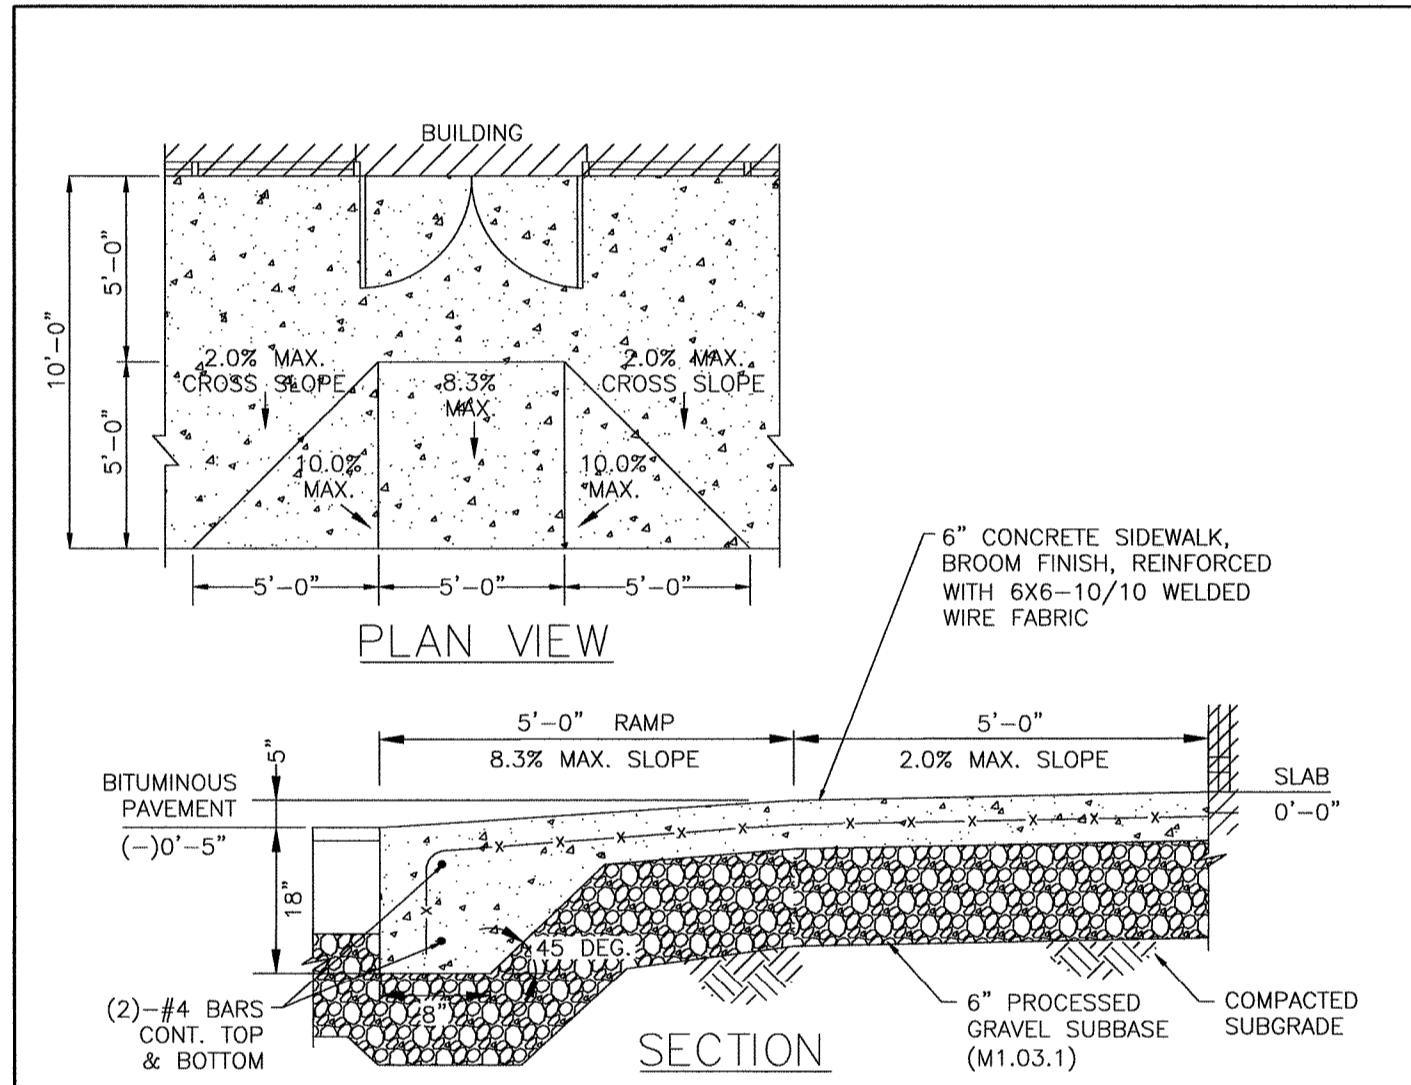 BUILDING
5'-0"
10'-0"
2.0% MAX.
CROSS SLOPE
8.3%
MAX.
2.0% MAX.
CROSS SLOPE
5'-0"
10.0%
MAX.
10.0%
MAX.
5'-0"
5'-0"
5'-0"
PLAN VIEW
6" CONCRETE SIDEWALK,
BROOM FINISH, REINFORCED
WITH 6X6-10/10 WELDED
WIRE FABRIC
5'-0" RAMP
8.3% MAX. SLOPE
5'-0"
2.0% MAX. SLOPE
5"
BITUMINOUS
PAVEMENT
(-)0'-5"
SLAB
0'-0"
18"
45 DEG.
8"
(2)-#4 BARS
CONT. TOP
& BOTTOM
6" PROCESSED
GRAVEL SUBBASE
(M1.03.1)
COMPACTED
SUBGRADE
SECTION